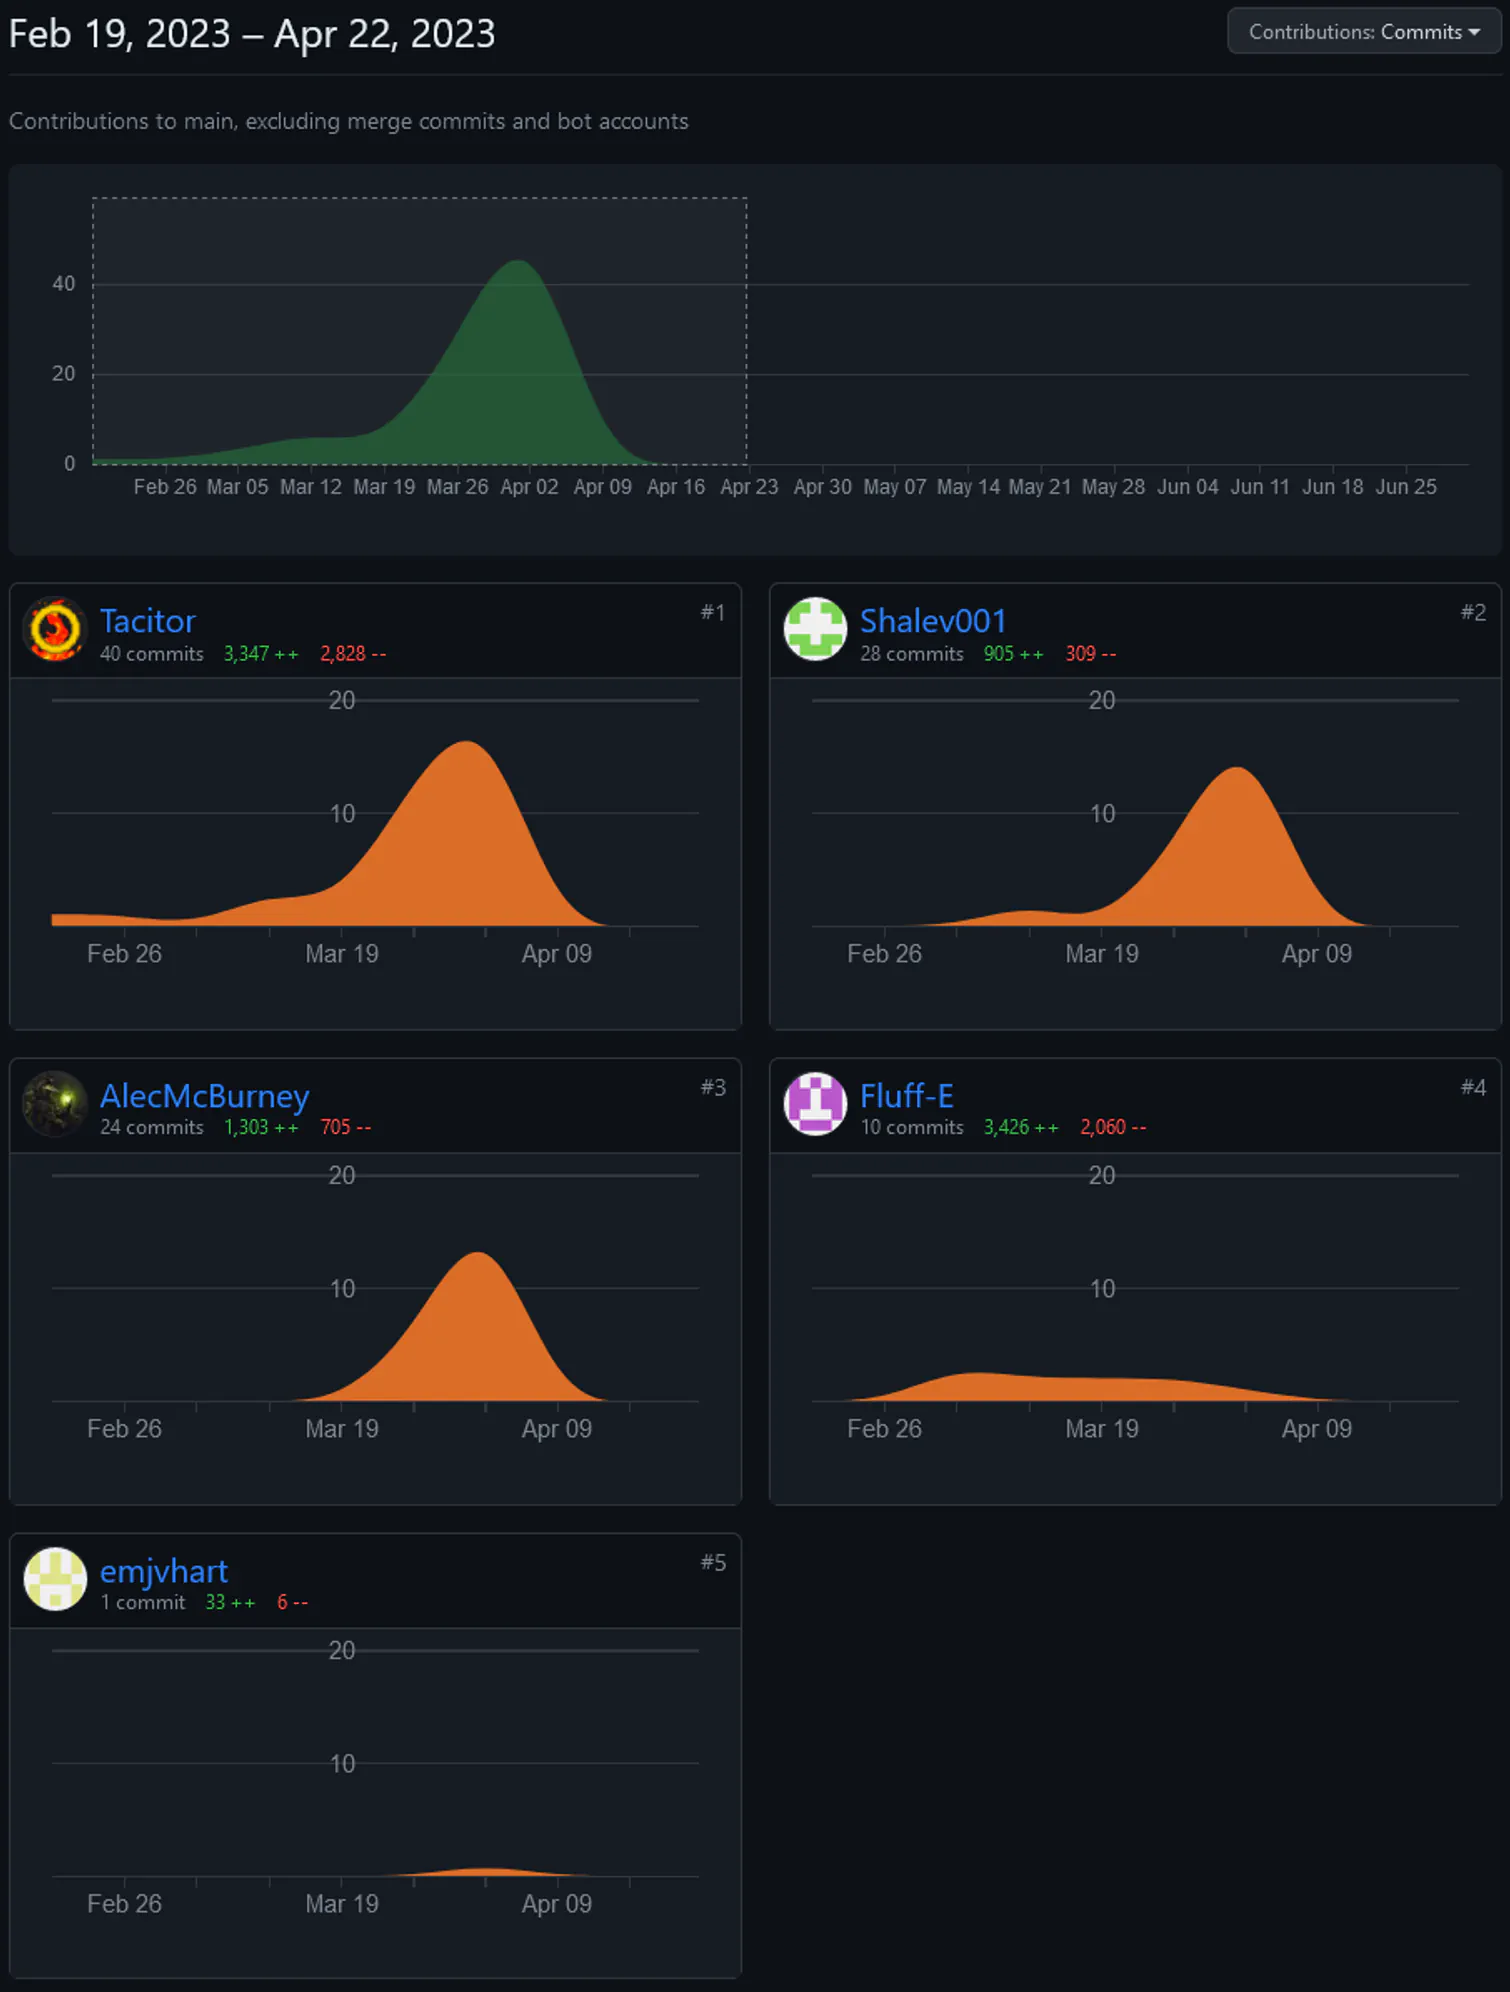 Feb 19, 2023 – Apr 22, 2023
Contributions: Commits
Contributions to main, excluding merge commits and bot accounts
40
20
0
Feb 26 Mar 05 Mar 12 Mar 19 Mar 26 Apr 02 Apr 09 Apr 16 Apr 23 Apr 30 May 07 May 14 May 21 May 28 Jun 04 Jun 11 Jun 18 Jun 25
Tacitor
#1
40 commits 3,347 ++ 2,828 --
20
10
Feb 26 Mar 19 Apr 09
Shalev001
#2
28 commits 905 ++ 309 --
20
10
Feb 26 Mar 19 Apr 09
AlecMcBurney
#3
24 commits 1,303 ++ 705 --
20
10
Feb 26 Mar 19 Apr 09
Fluff-E
#4
10 commits 3,426 ++ 2,060 --
20
10
Feb 26 Mar 19 Apr 09
emjvhart
#5
1 commit 33 ++ 6 --
20
10
Feb 26 Mar 19 Apr 09